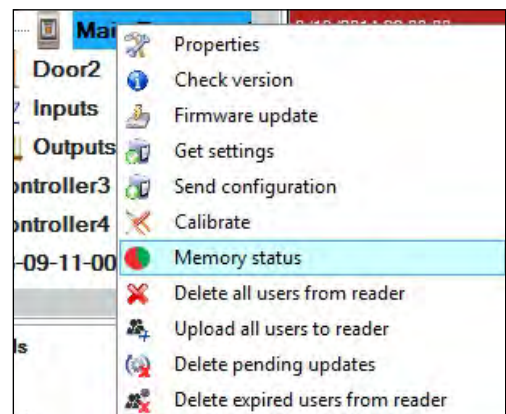 Mai
Properties
Door2
Check version
Inputs
Firmware update
Outputs
Get settings
ontroller3
Send configuration
ontroller4
Calibrate
-09-11-00
Memory status
Delete all users from reader
Upload all users to reader
ls
Delete pending updates
Delete expired users from reader